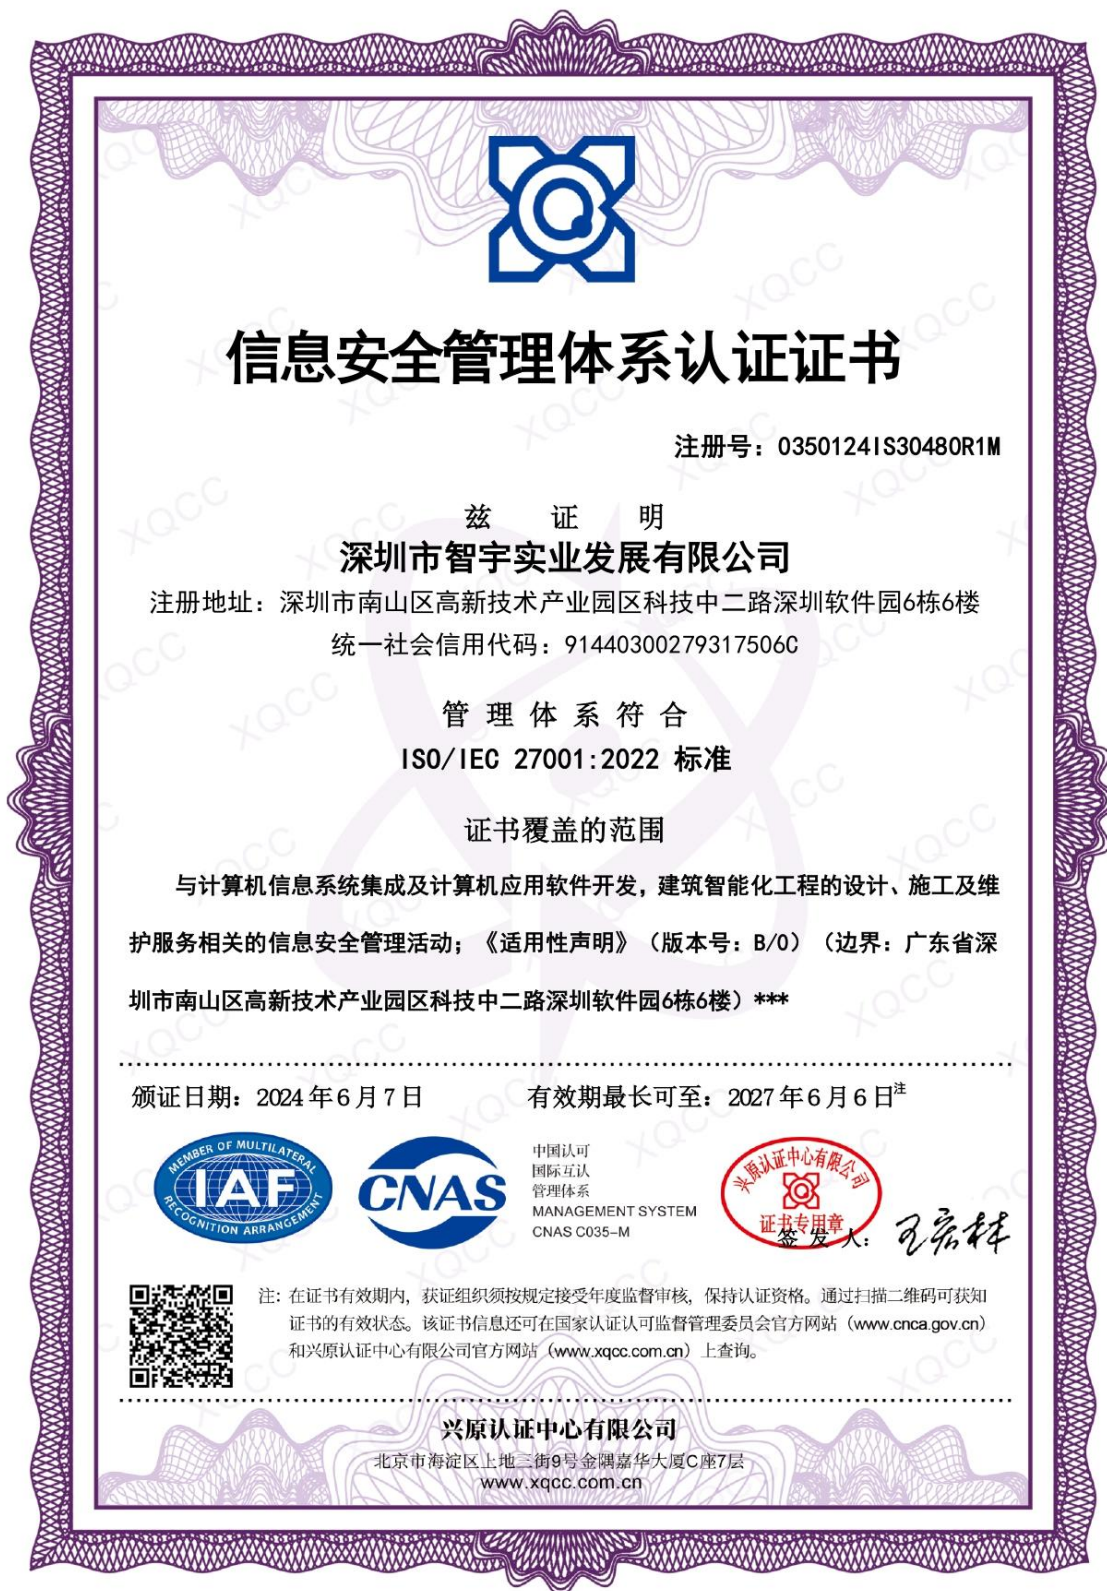 信息安全管理体系认证证书
注册号：0350124IS30480R1M
兹 证 明
深圳市智宇实业发展有限公司
注册地址：深圳市南山区高新技术产业园区科技中二路深圳软件园6栋6楼
统一社会信用代码：91440300279317506C
管 理 体 系 符 合
ISO/IEC 27001:2022 标准
证书覆盖的范围
与计算机信息系统集成及计算机应用软件开发，建筑智能化工程的设计、施工及维
护服务相关的信息安全管理活动；《适用性声明》（版本号：B/0）（边界：广东省深
圳市南山区高新技术产业园区科技中二路深圳软件园6栋6楼）***
颁证日期：2024 年 6 月 7 日 有效期最长可至：2027 年 6 月 6 日注
MEMBER OF MULTILATERAL
IAF
RECOGNITION ARRANGEMENT
CNAS
中国认可
国际互认
管理体系
MANAGEMENT SYSTEM
CNAS C035-M
兴原认证中心有限公司
证书专用章
签 发 人：王宏林
注：在证书有效期内，获证组织须按规定接受年度监督审核，保持认证资格。通过扫描二维码可获知
证书的有效状态。该证书信息还可在国家认证认可监督管理委员会官方网站（www.cnca.gov.cn）
和兴原认证中心有限公司官方网站（www.xqcc.com.cn）上查询。
兴原认证中心有限公司
北京市海淀区上地三街9号金隅嘉华大厦C座7层
www.xqcc.com.cn
XQCC